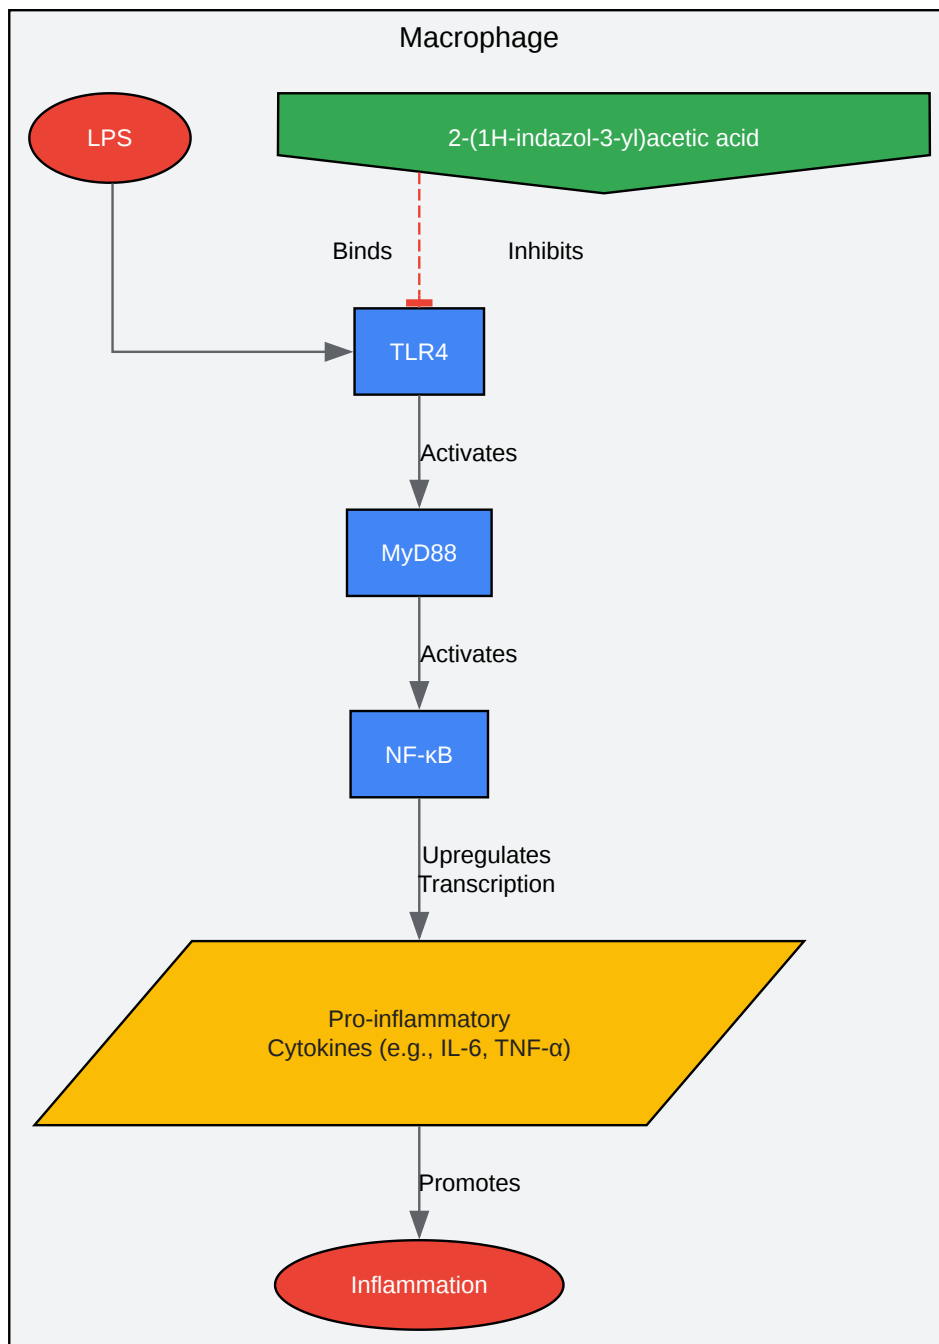 Macrophage
LPS
2-(1H-indazol-3-yl)acetic acid
Binds
Inhibits
TLR4
Activates
MyD88
Activates
NF-κB
Upregulates
Transcription
Pro-inflammatory
Cytokines (e.g., IL-6, TNF-α)
Promotes
Inflammation